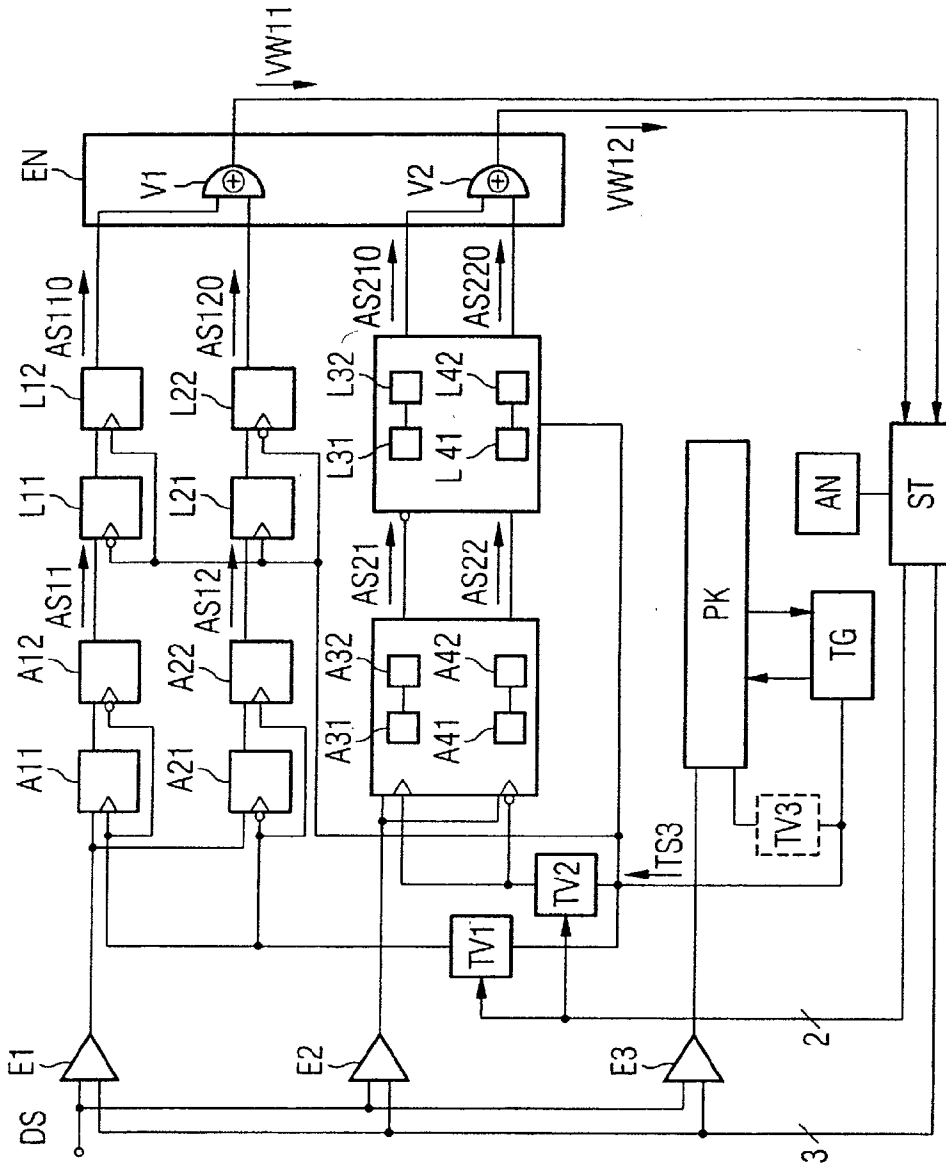 DS
E1
A11
A12
AS11
L11
L12
AS110
EN
V1
VW11
A21
A22
AS12
L21
L22
AS120
V2
VW12
E2
A31
A32
A41
A42
AS21
AS22
L31
L32
L 41
L42
AS210
AS220
TV1
TV2
TS3
E3
TV3
PK
TG
AN
ST
2
3